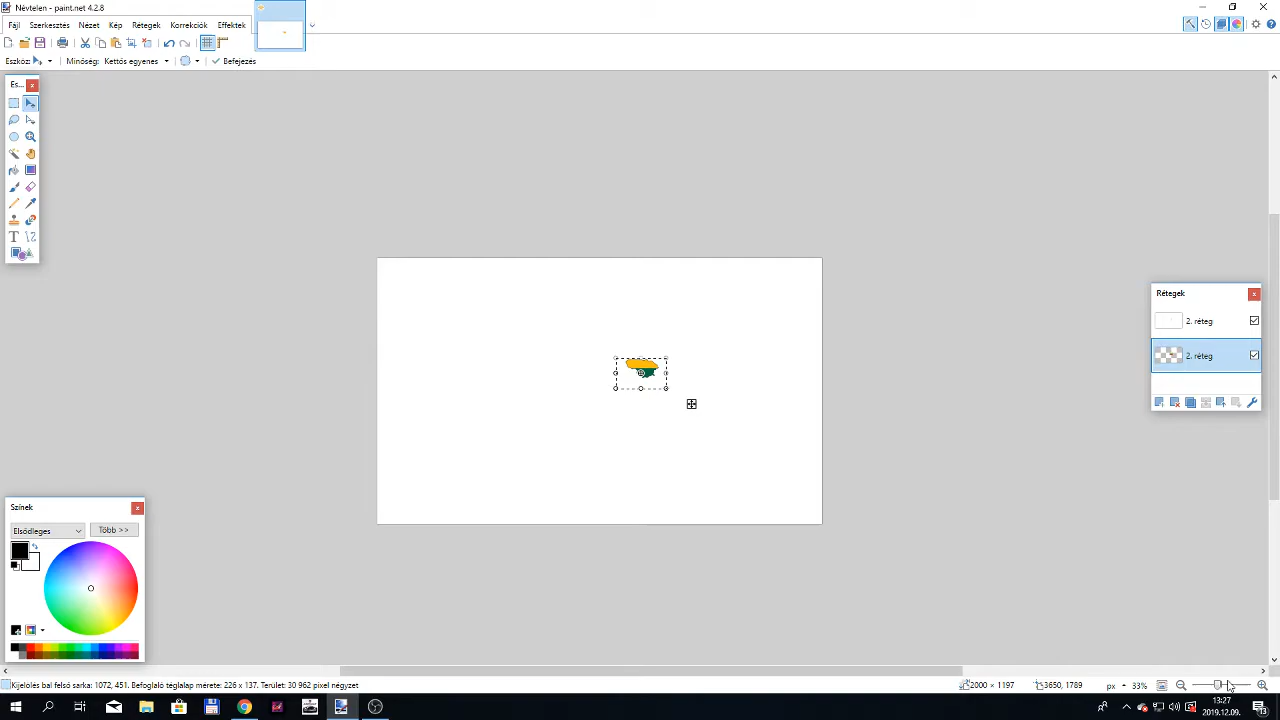 Névtelen - paint.net 4.2.8
Fájl Szerkesztés Nézet Kép Rétegek Korrekciók Effektek
Eszköz: Minőség: Kettős egyenes Befejezés
Es...
Rétegek
2. réteg
2. réteg
Színek
Elsődleges Több >>
Kijelölés bal felső sarka: 1072, 451. Befoglaló téglalap mérete: 226 x 137. Terület: 30 962 pixel négyzet
2000 × 1197 3650, 1789 px 33%
13:27
2019.12.09.